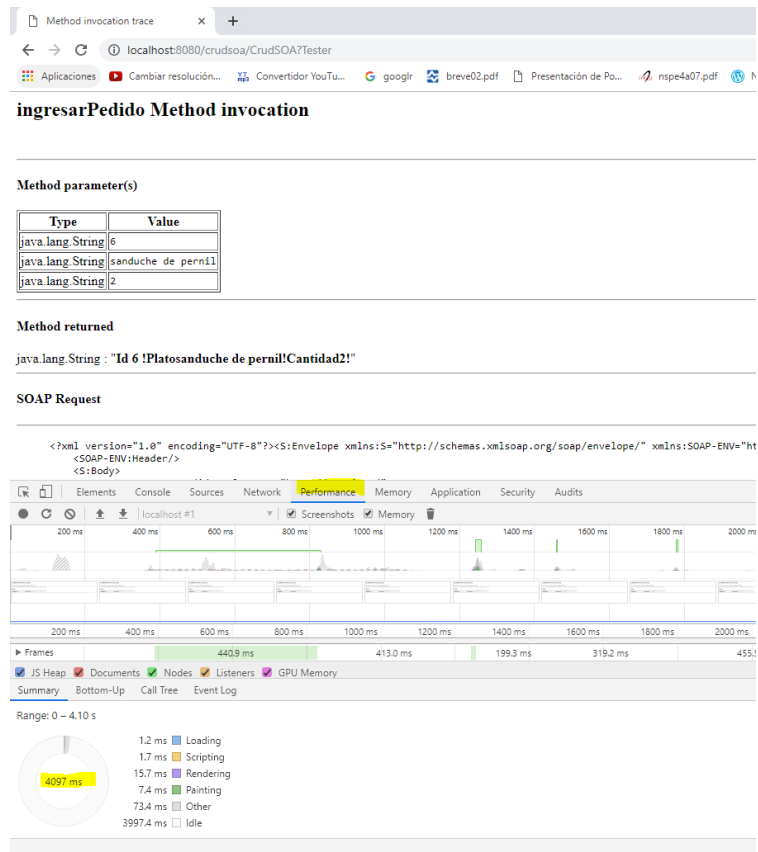 Method invocation trace
localhost:8080/crudsoa/CrudSOA?Tester
Aplicaciones Cambiar resolución... Convertidor YouTu... googlr breve02.pdf Presentación de Po... nspe4a07.pdf
ingresarPedido Method invocation
Method parameter(s)
Type Value
java.lang.String 6
java.lang.String sanduche de pernil
java.lang.String 2
Method returned
java.lang.String : "Id 6 !Platosanduche de pernil!Cantidad2!"
SOAP Request
<?xml version="1.0" encoding="UTF-8"?><S:Envelope xmlns:S="http://schemas.xmlsoap.org/soap/envelope/" xmlns:SOAP-ENV="ht
<SOAP-ENV:Header/>
<S:Body>
Elements Console Sources Network Performance Memory Application Security Audits
localhost #1 Screenshots Memory
200 ms 400 ms 600 ms 800 ms 1000 ms 1200 ms 1400 ms 1600 ms 1800 ms 2000 ms
200 ms 400 ms 600 ms 800 ms 1000 ms 1200 ms 1400 ms 1600 ms 1800 ms 2000 ms
Frames 440.9 ms 413.0 ms 199.3 ms 319.2 ms 455.
JS Heap Documents Nodes Listeners GPU Memory
Summary Bottom-Up Call Tree Event Log
Range: 0 – 4.10 s
1.2 ms Loading
1.7 ms Scripting
15.7 ms Rendering
4097 ms
7.4 ms Painting
73.4 ms Other
3997.4 ms Idle